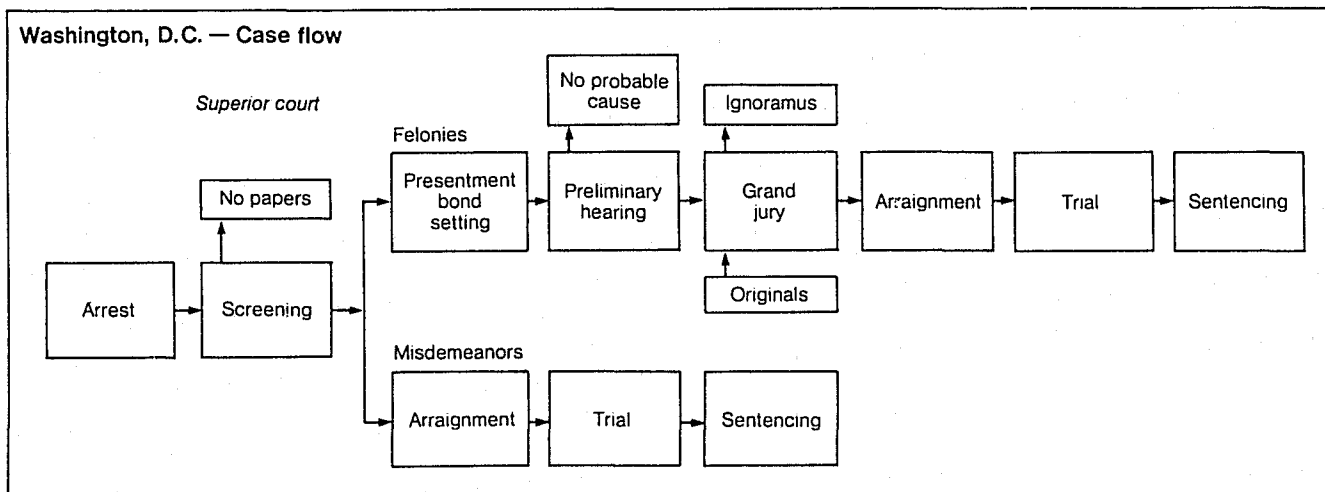 Washington, D.C. — Case flow
Superior court
No probable
cause
Ignoramus
Felonies
No papers
Presentment
bond
setting
Preliminary
hearing
Grand
jury
Arraignment
Trial
Sentencing
Arrest
Screening
Originals
Misdemeanors
Arraignment
Trial
Sentencing